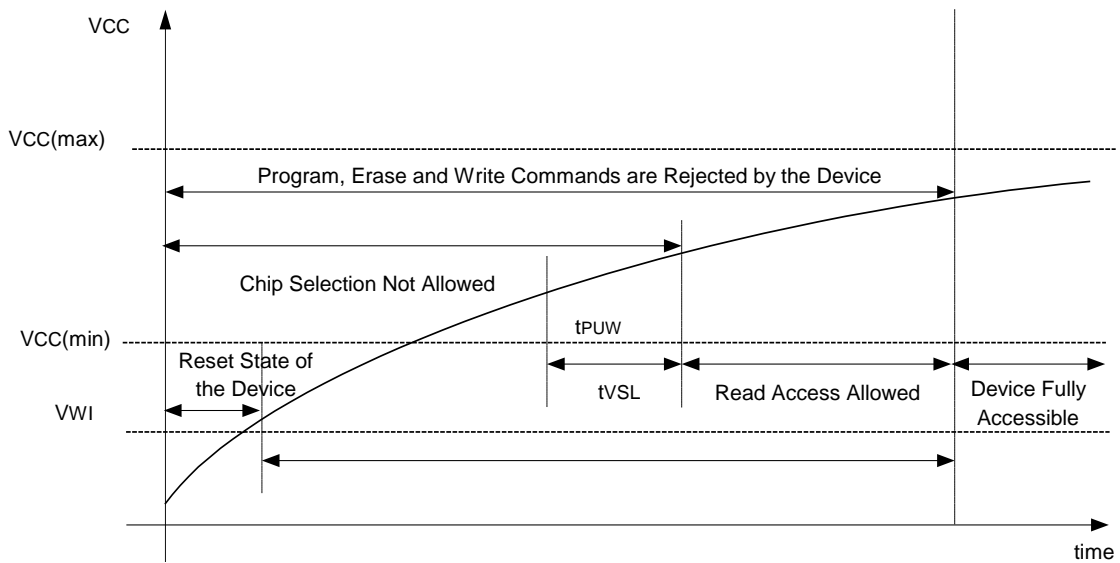 VCC
VCC(max)
Program, Erase and Write Commands are Rejected by the Device
Chip Selection Not Allowed
VCC(min)
tPUW
Reset State of
the Device
tVSL
Read Access Allowed
Device Fully
Accessible
VWI
time